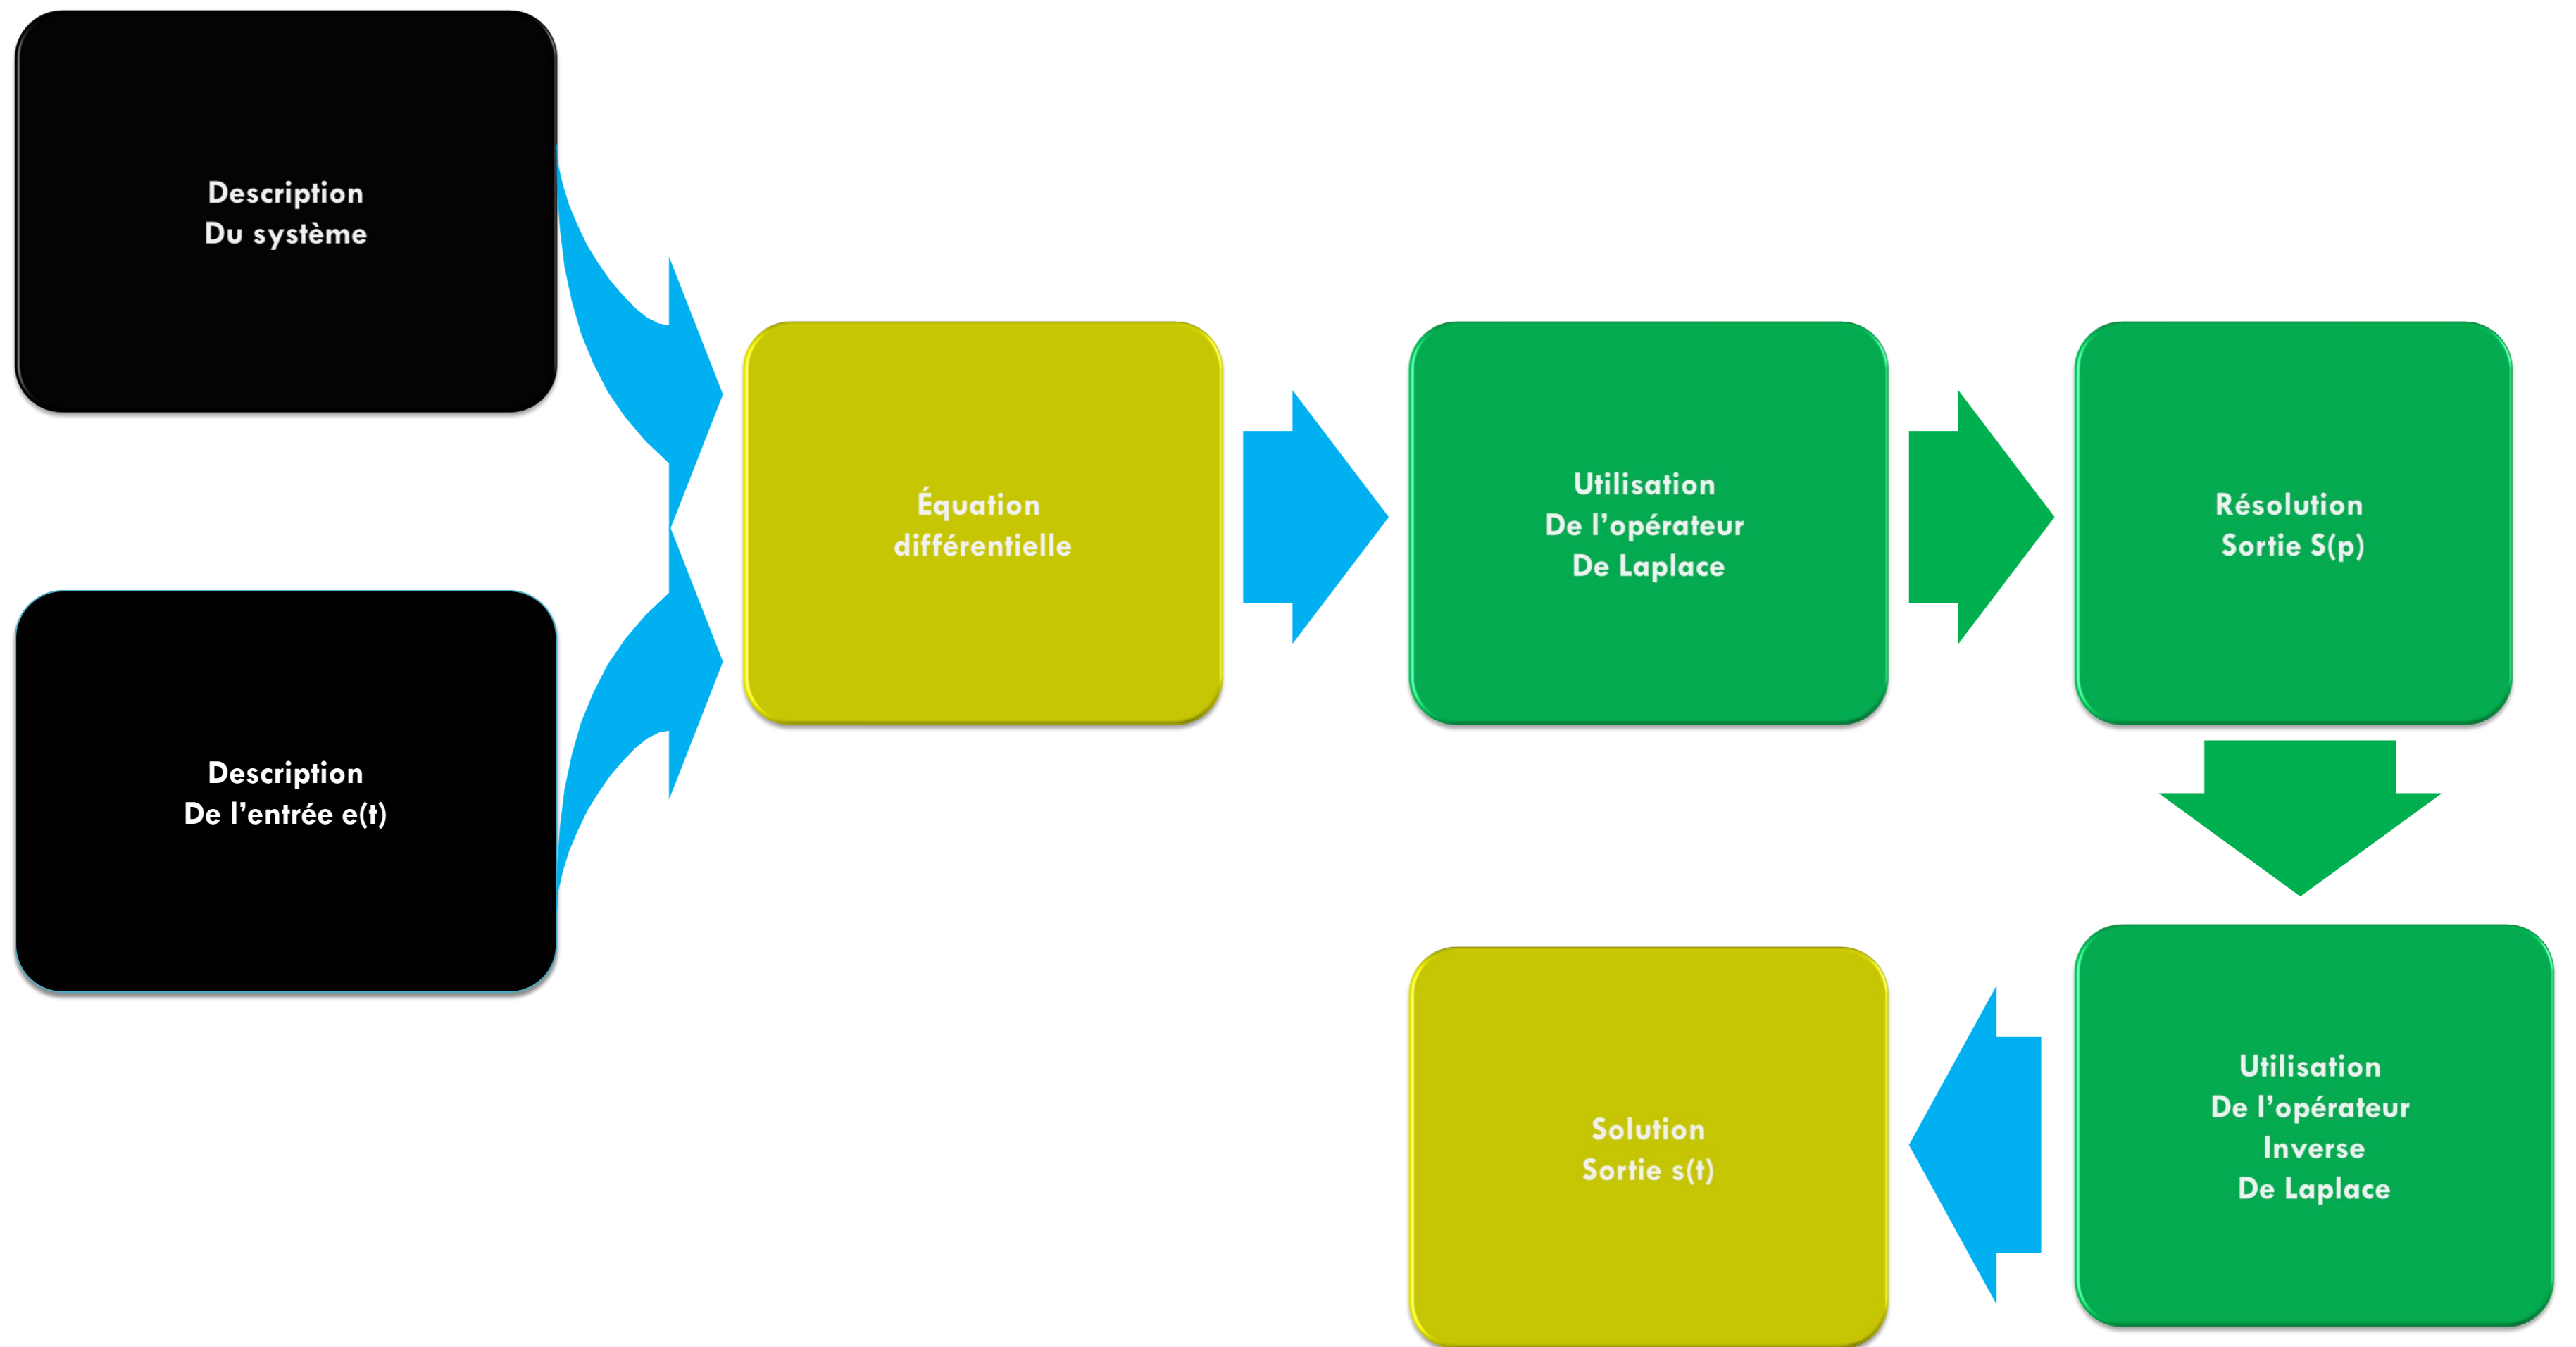 Description
Du système
Description
De l'entrée e(t)
Équation
différentielle
Utilisation
De l'opérateur
De Laplace
Résolution
Sortie S(p)
Utilisation
De l'opérateur
Inverse
De Laplace
Solution
Sortie s(t)